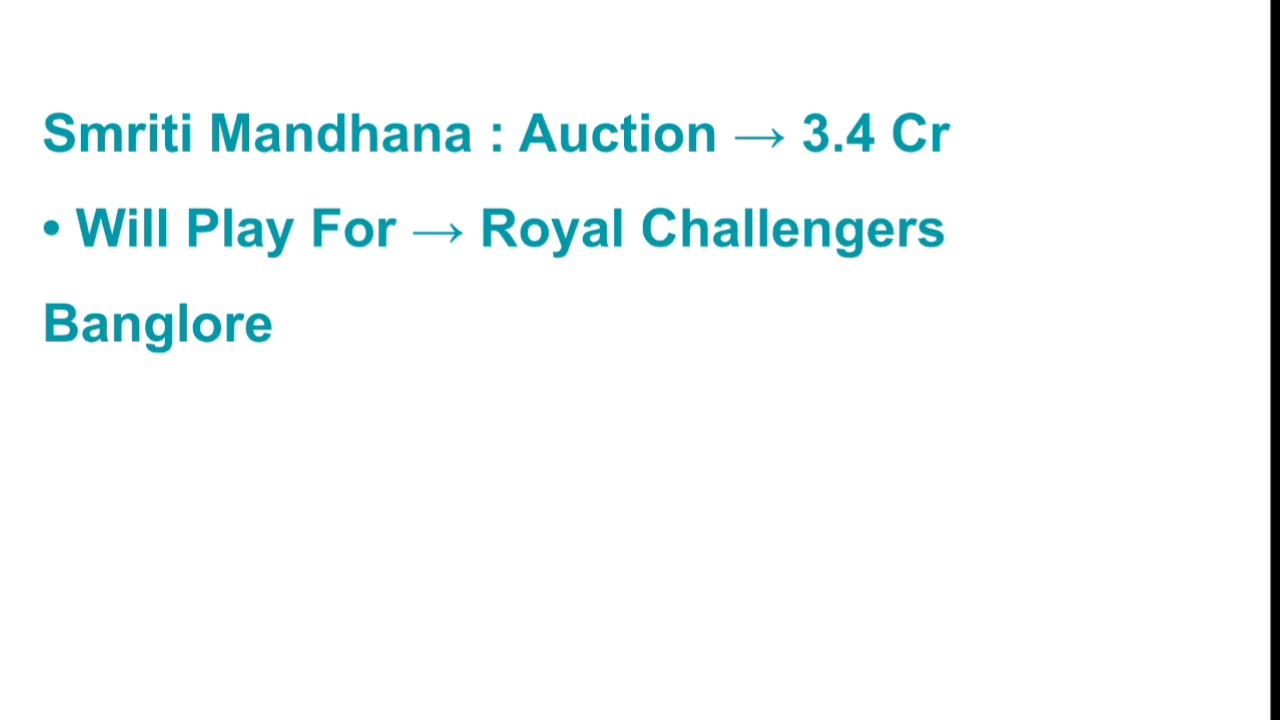 Smriti Mandhana : Auction → 3.4 Cr
• Will Play For → Royal Challengers
Banglore